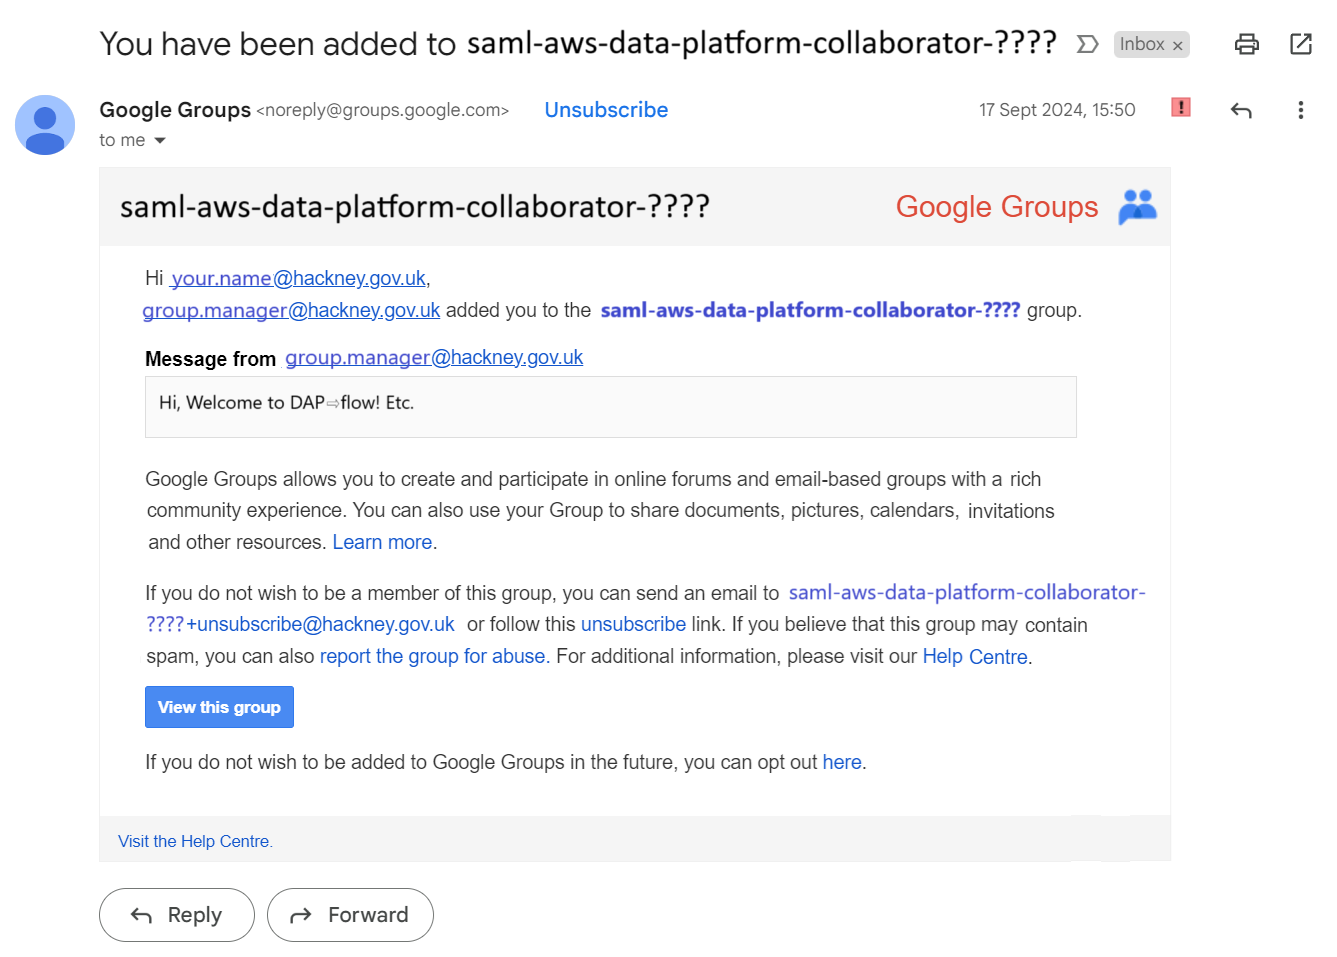 You have been added to saml-aws-data-platform-collaborator-???? Inbox ×
Google Groups <noreply@groups.google.com> Unsubscribe 17 Sept 2024, 15:50
to me
saml-aws-data-platform-collaborator-???? Google Groups
Hi your.name@hackney.gov.uk,
group.manager@hackney.gov.uk added you to the saml-aws-data-platform-collaborator-???? group.
Message from group.manager@hackney.gov.uk
Hi, Welcome to DAP⇨flow! Etc.
Google Groups allows you to create and participate in online forums and email-based groups with a rich
community experience. You can also use your Group to share documents, pictures, calendars, invitations
and other resources. Learn more.
If you do not wish to be a member of this group, you can send an email to saml-aws-data-platform-collaborator-
????+unsubscribe@hackney.gov.uk or follow this unsubscribe link. If you believe that this group may contain
spam, you can also report the group for abuse. For additional information, please visit our Help Centre.
View this group
If you do not wish to be added to Google Groups in the future, you can opt out here.
Visit the Help Centre.
Reply Forward